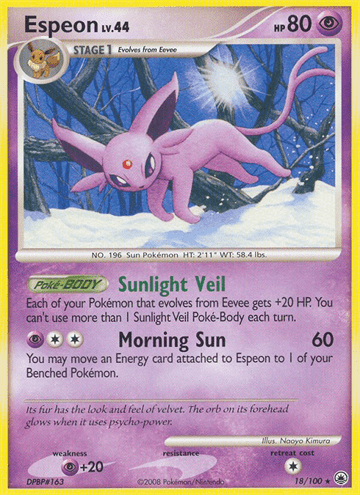 Espeon LV.44 HP 80
STAGE 1 Evolves from Eevee
NO. 196 Sun Pokémon HT: 2'11" WT: 58.4 lbs.
Poké-BODY Sunlight Veil
Each of your Pokémon that evolves from Eevee gets +20 HP. You
can't use more than 1 Sunlight Veil Poké-Body each turn.
Morning Sun 60
You may move an Energy card attached to Espeon to 1 of your
Benched Pokémon.
Its fur has the look and feel of velvet. The orb on its forehead
glows when it uses psycho-power.
weakness resistance retreat cost
+20
Illus. Naoyo Kimura
DPBP#163 ©2008 Pokémon/Nintendo 18/100 ★